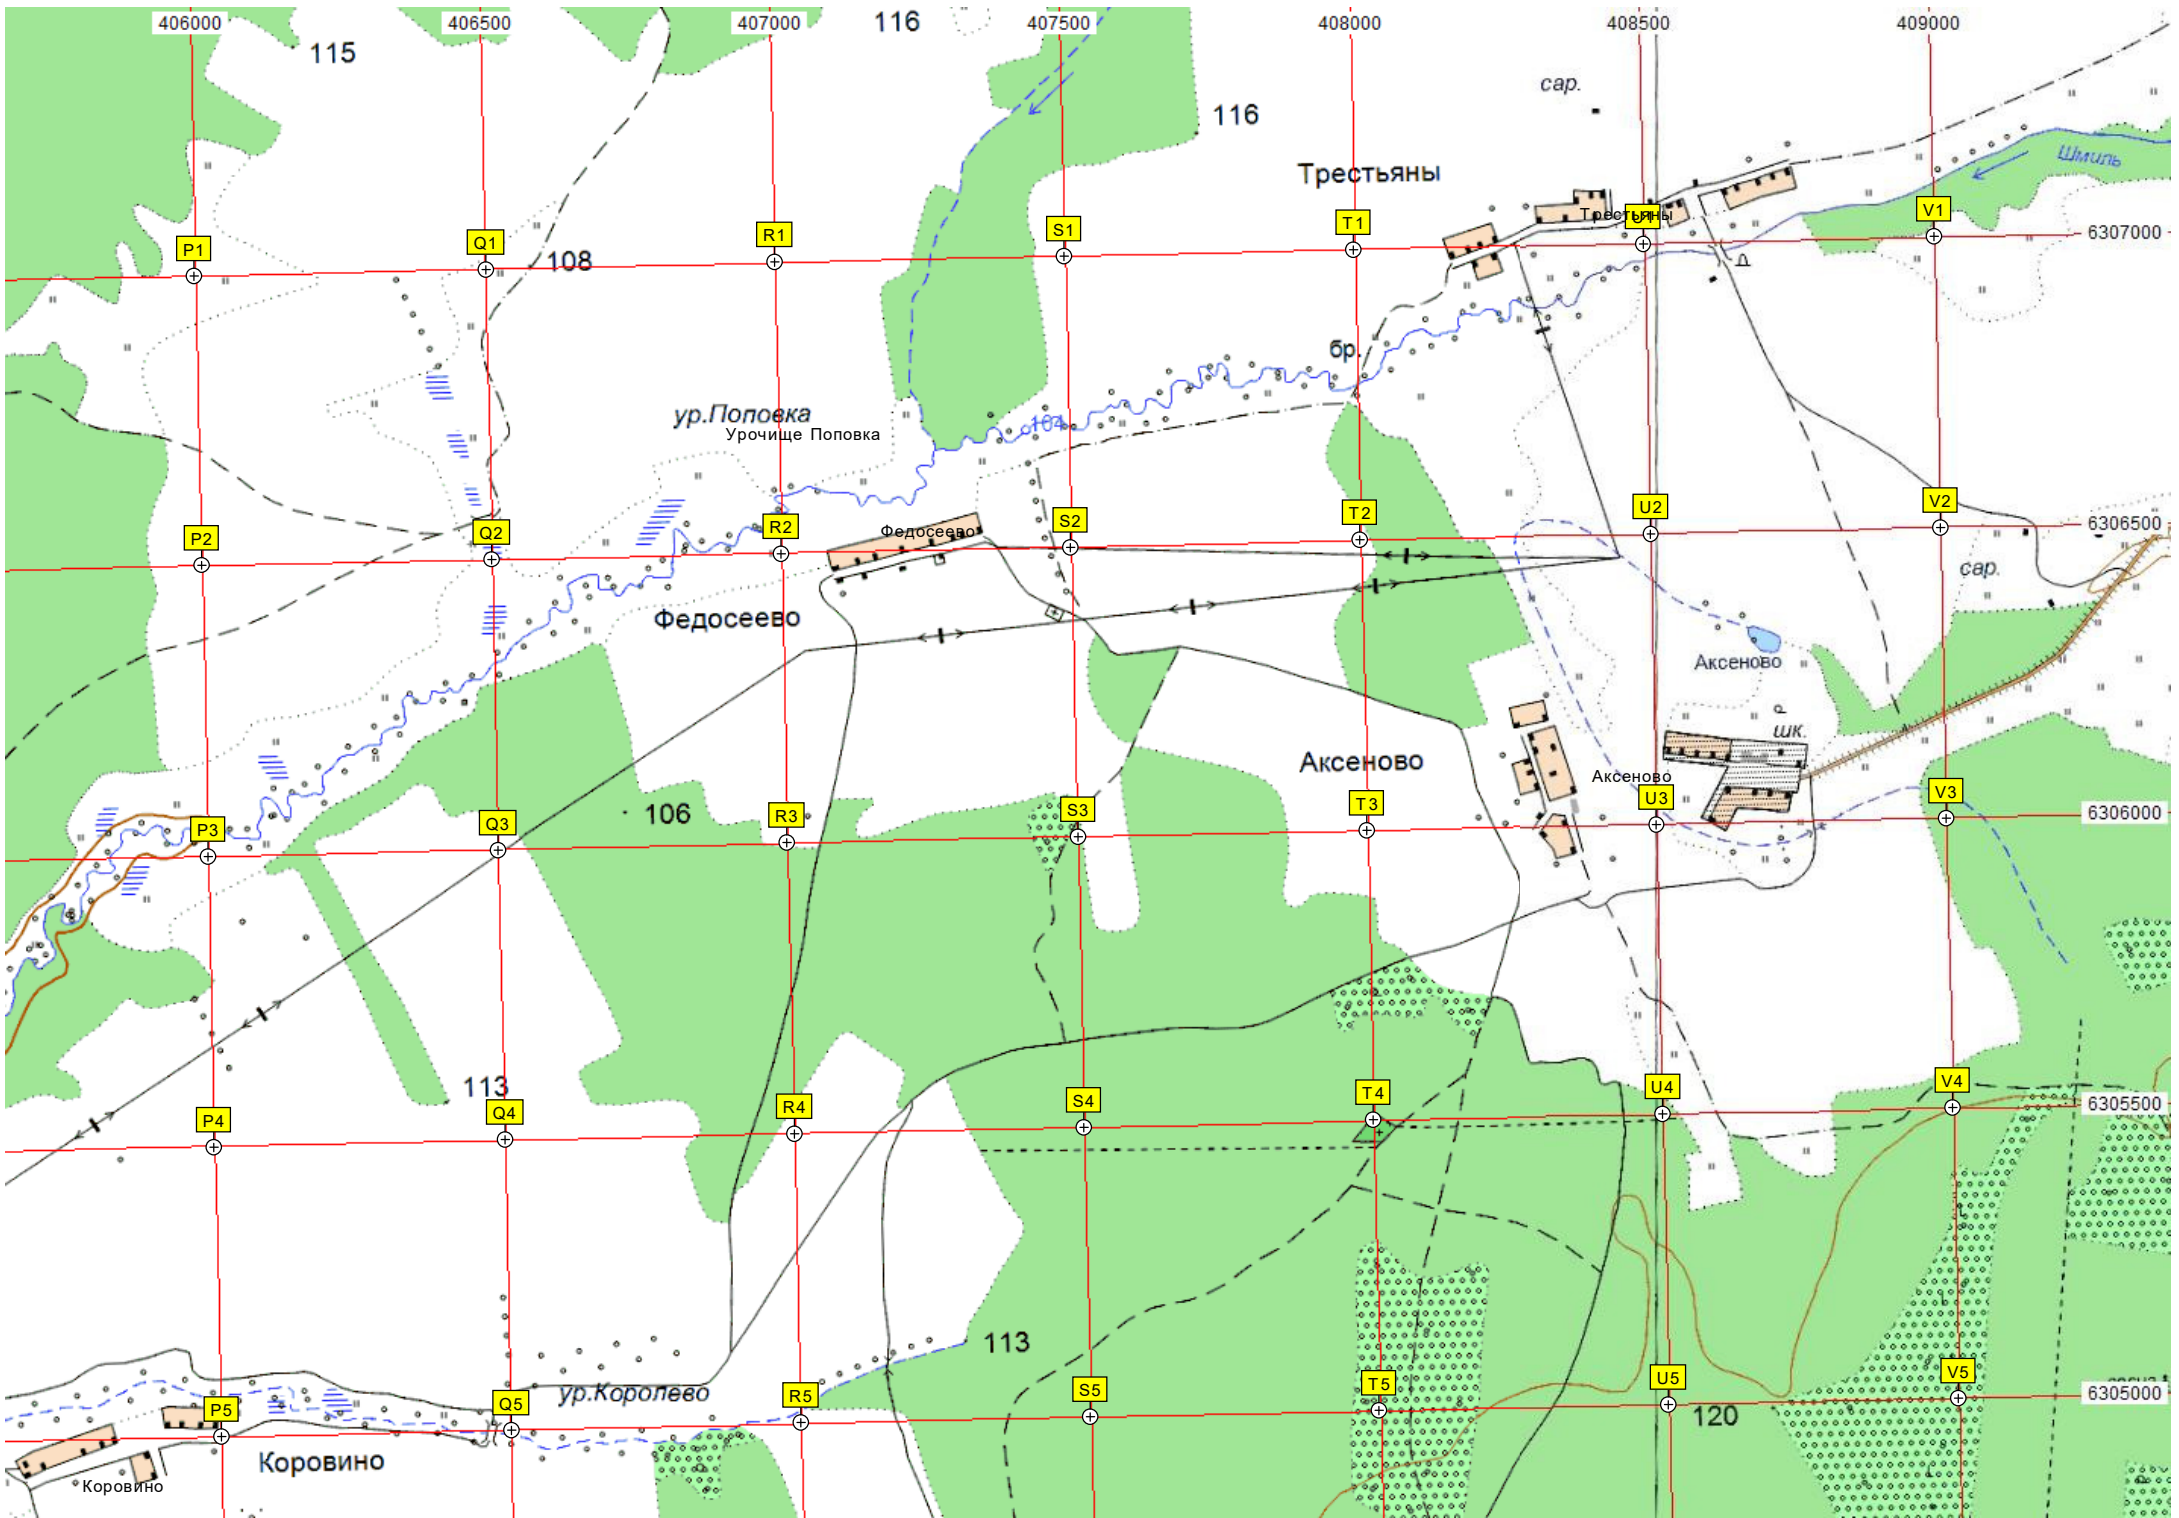 406000 406500 407000 407500 408000 408500 409000
115
116
116
сар.
Шмиль
Трестьяны
Трестьяны
P1 Q1 R1 S1 T1 U1 V1
6307000
108
бр.
ур.Поповка
Урочище Поповка
104
P2 Q2 R2 S2 T2 U2 V2
6306500
Федосеево
сар.
Федосеево
Аксеново
шк.
Аксеново
Аксеново
P3 Q3 R3 S3 T3 U3 V3
6306000
106
113
P4 Q4 R4 S4 T4 U4 V4
6305500
113
ур.Королево
P5 Q5 R5 S5 T5 U5 V5
6305000
120
Коровино
Коровино